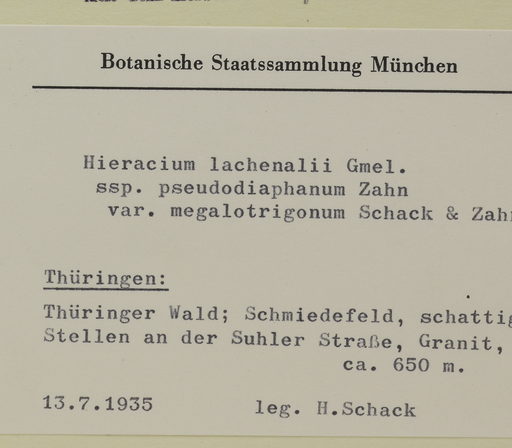 Botanische Staatssammlung München
Hieracium lachenalii Gmel.
ssp. pseudodiaphanum Zahn
var. megalotrigonum Schack & Zah
Thüringen:
Thüringer Wald; Schmiedefeld, schattig
Stellen an der Suhler Straße, Granit,
ca. 650 m.
13.7.1935 leg. H.Schack